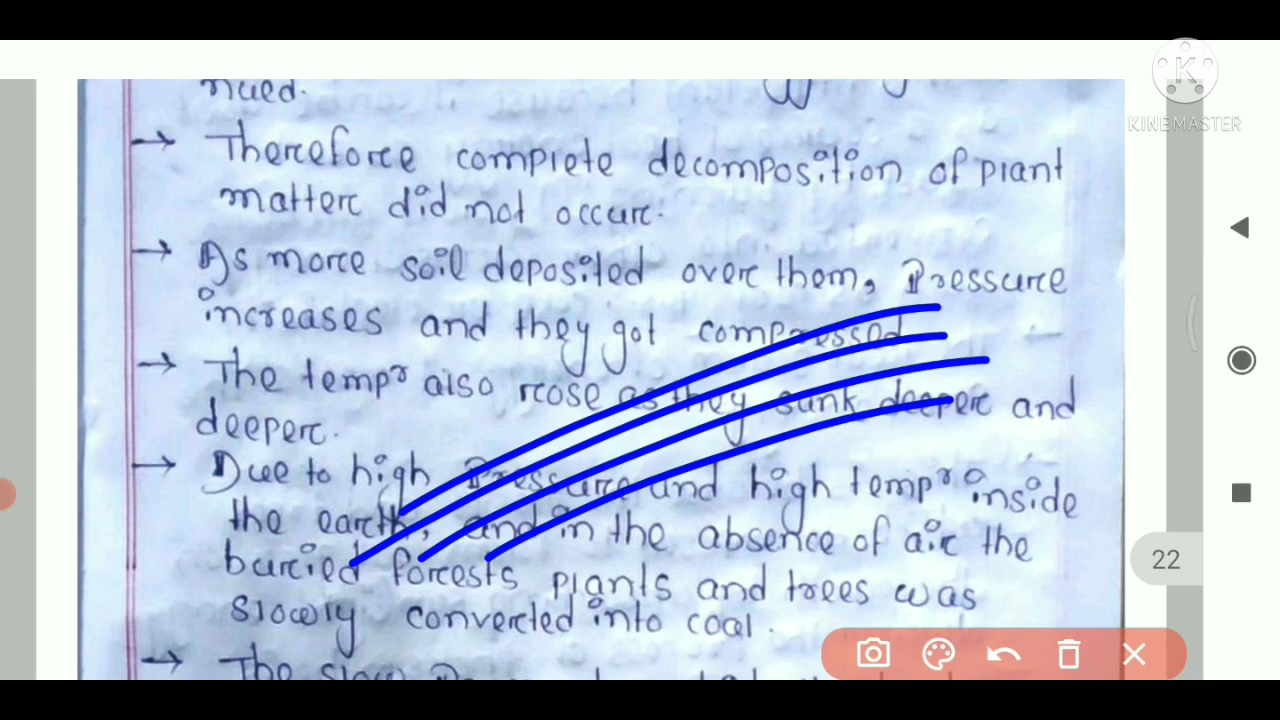 nued.
→ Therefore complete decomposition of plant
matter did not occur.
→ As more soil deposited over them, Pressure
increases and they got compressed
→ The tempr also rose as they sunk deeper and
deeper.
→ Due to high Pressure and high tempr inside
the earth, and in the absence of air the
buried forests plants and trees was
slowly converted into coal.
→ The slow
KINEMASTER
22